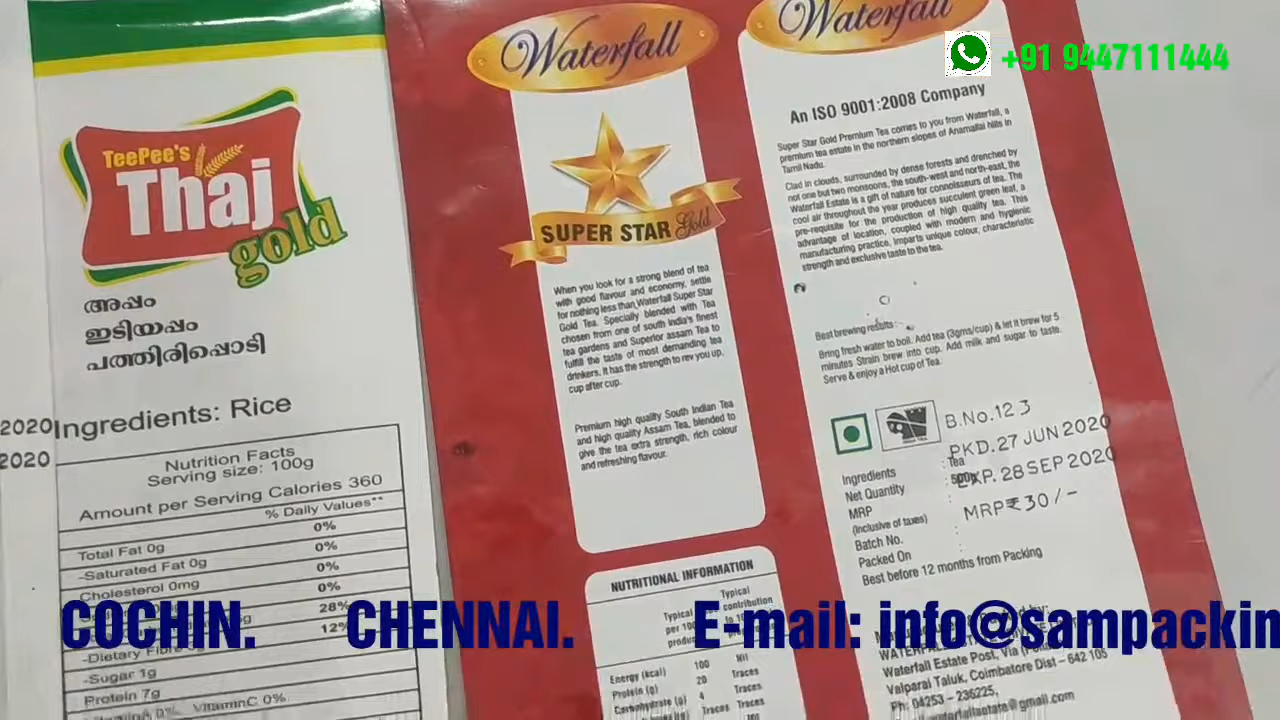 TeePee's
Thaj
gold
അപ്പം
ഇടിയപ്പം
പത്തിരിപ്പൊടി
2020
2020
Ingredients: Rice
Nutrition Facts
Serving size: 100g
Amount per Serving Calories 360
% Daily Values**
Total Fat 0g 0%
-Saturated Fat 0g 0%
Cholesterol 0mg 0%
0%
28%
12%
-Dietary
-Sugar 1g
Protein 7g
0% VitaminC 0%
Waterfall
SUPER STAR Gold
When you look for a strong blend of tea
with good flavour and economy, settle
for nothing less than Waterfall Super Star
Gold Tea. Specially blended with Tea
chosen from one of south india's finest
tea gardens and Superior assam Tea to
fulfill the taste of most demanding tea
drinkers. It has the strength to rev you up,
cup after cup.
Premium high quality South Indian Tea
and high quality Assam Tea, blended to
give the tea extra strength, rich colour
and refreshing flavour.
NUTRITIONAL INFORMATION
Typical
Typical contribution
per 100
Energy (kcal) 100 Nil
Protein (g) 20 Traces
Carbohydrate (g) 4 Traces
Traces Traces
Waterfall
An ISO 9001:2008 Company
Super Star Gold Premium Tea comes to you from Waterfall, a
premium tea estate in the northern slopes of Anamallai hills in
Tamil Nadu.
Clad in clouds, surrounded by dense forests and drenched by
not one but two monsoons, the south-west and north-east, the
Waterfall Estate is a gift of nature for connoisseurs of tea. The
cool air throughout the year produces succulent green leaf, a
pre-requisite for the production of high quality tea. This
advantage of location, coupled with modern and hygienic
manufacturing practice, imparts unique colour, characteristic
strength and exclusive taste to the tea.
Best brewing results:
Bring fresh water to boil. Add tea (3gms/cup) & let it brew for 5
minutes Strain brew into cup. Add milk and sugar to taste.
Serve & enjoy a Hot cup of Tea.
B.No.123
PKD.27 JUN 2020
EXP.28 SEP 2020
MRP₹30/-
Ingredients : Tea
Net Quantity : 500g
MRP :
(Inclusive of taxes)
Batch No. :
Packed On :
Best before 12 months from Packing
Waterfall Estate Post, Via
Valparai Taluk, Coimbatore Dist – 642 105
Ph: 04253 – 236225,
+91 9447111444
COCHIN. CHENNAI. E-mail: info@sampackin